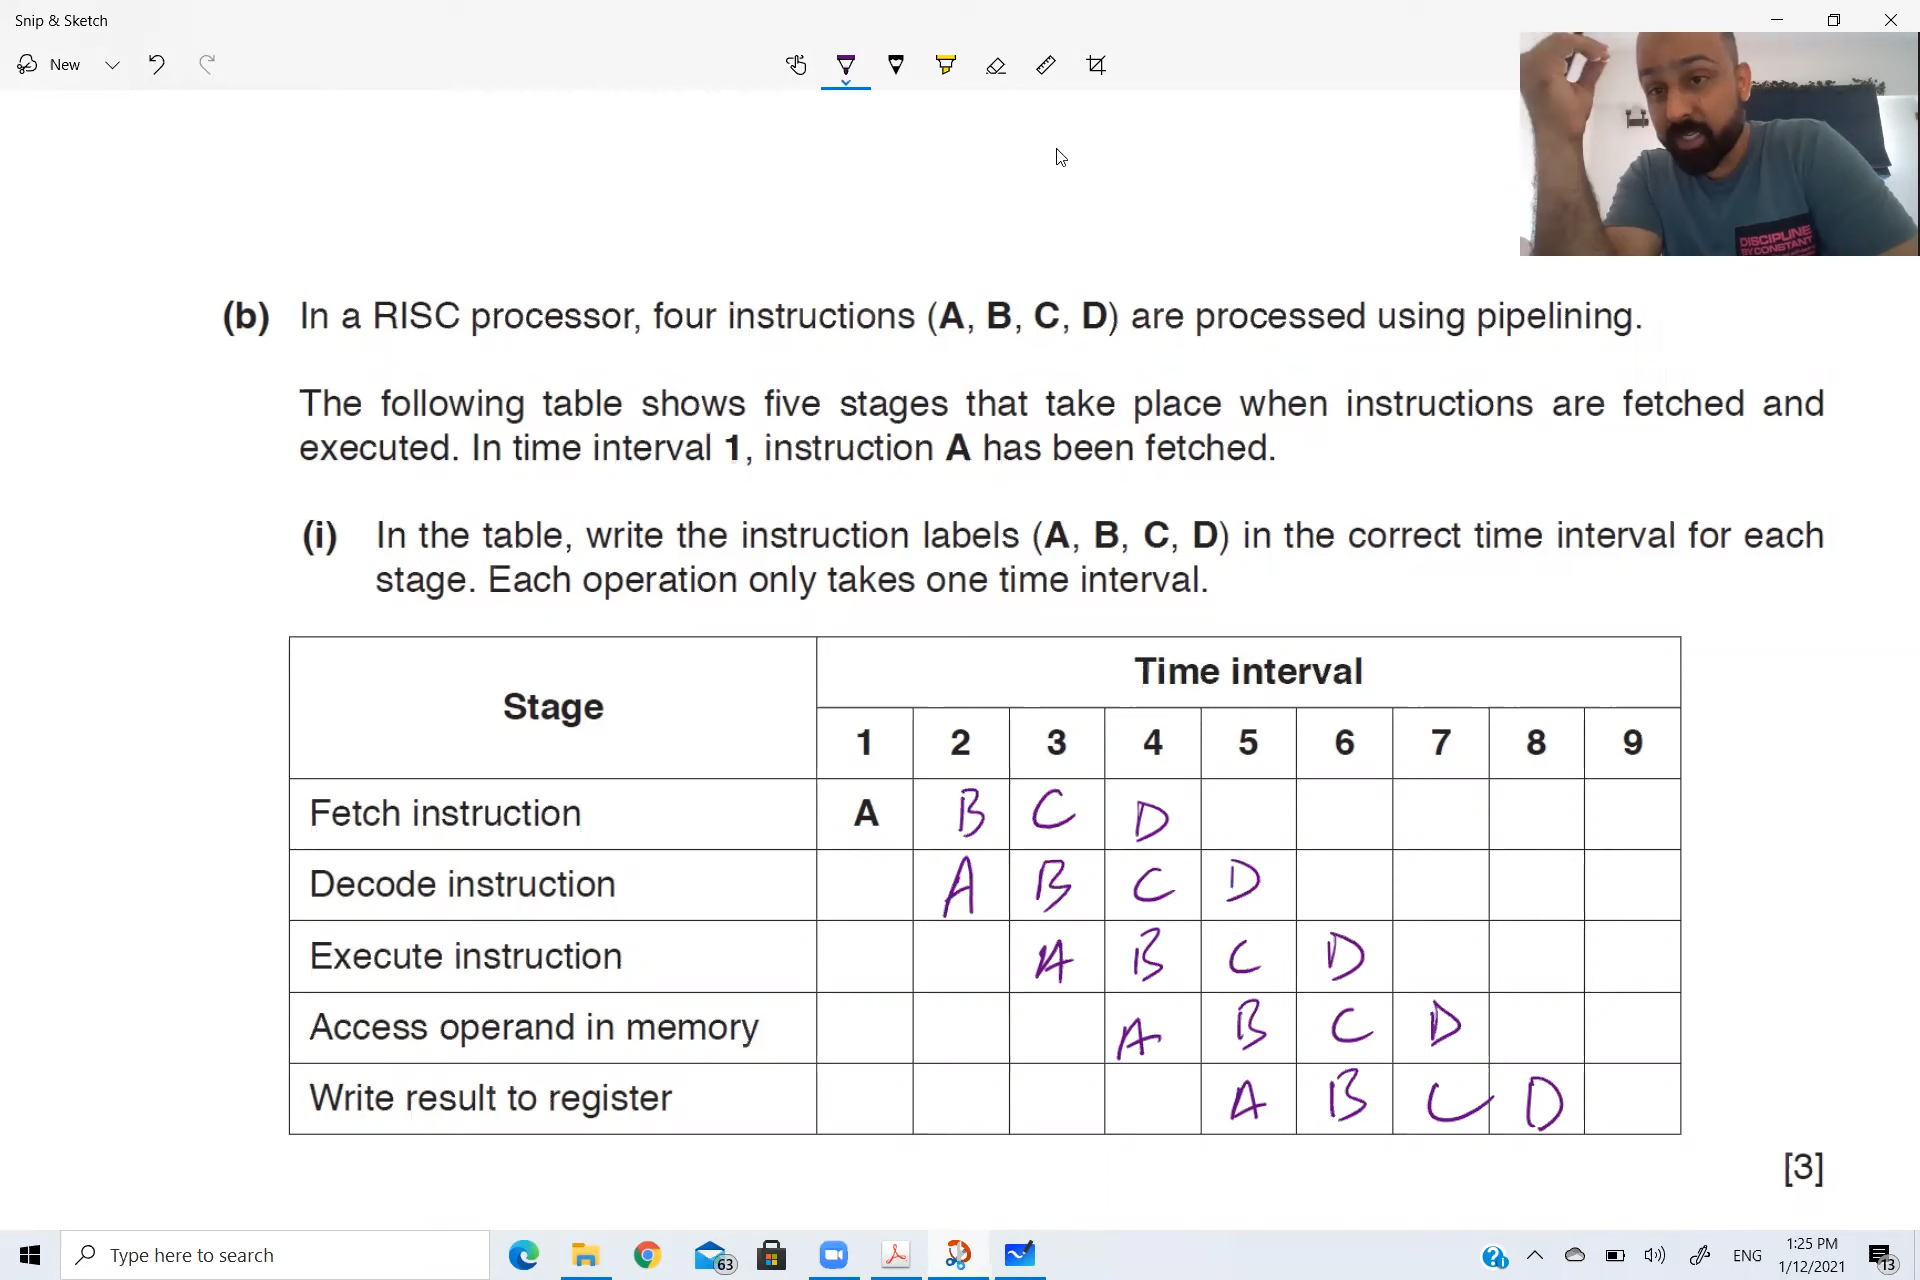 Snip & Sketch
New
DISCIPLINE
BY CONSTANT
(b) In a RISC processor, four instructions (A, B, C, D) are processed using pipelining.
The following table shows five stages that take place when instructions are fetched and
executed. In time interval 1, instruction A has been fetched.
(i) In the table, write the instruction labels (A, B, C, D) in the correct time interval for each
stage. Each operation only takes one time interval.
Stage
Time interval
1 2 3 4 5 6 7 8 9
Fetch instruction A B C D
Decode instruction A B C D
Execute instruction A B C D
Access operand in memory A B C D
Write result to register A B C D
[3]
Type here to search
63
ENG
1:25 PM
1/12/2021
13